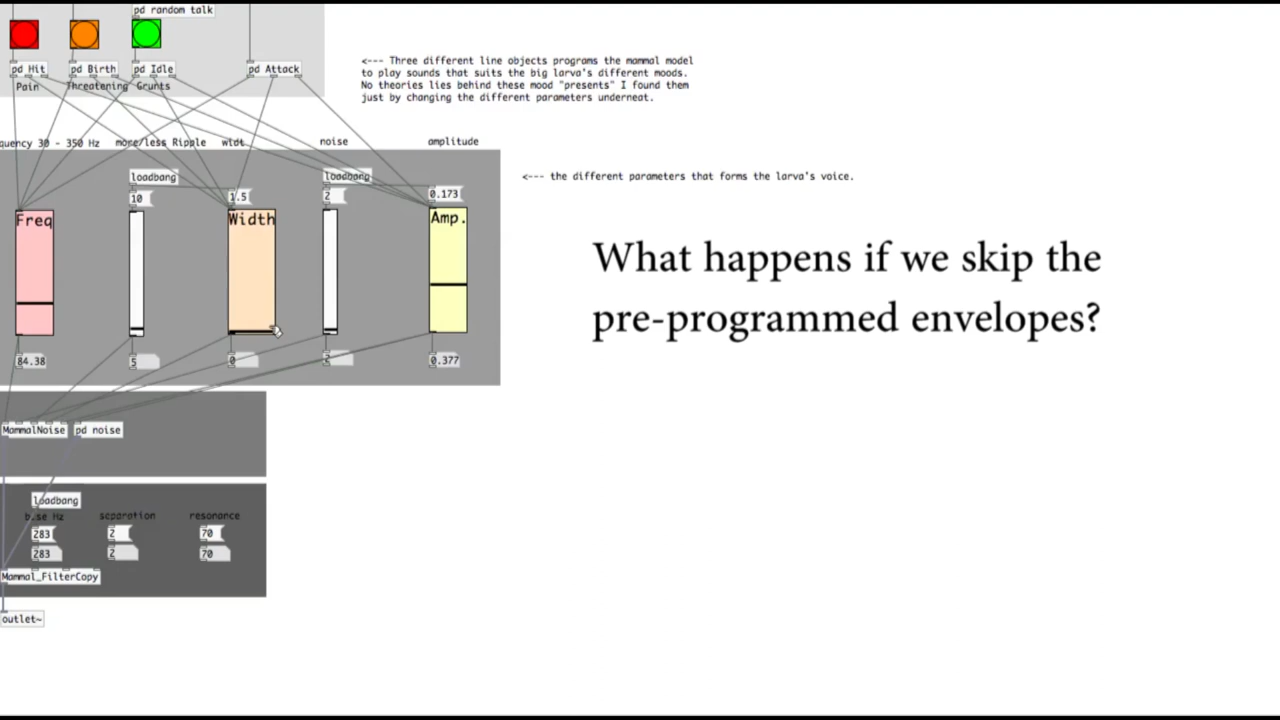 pd random talk
pd Hit pd Birth pd Idle pd Attack
Pain Threatening Grunts
<--- Three different line objects programs the mammal model
to play sounds that suits the big larva's different moods.
No theories lies behind these mood "presents" I found them
just by changing the different parameters underneat.
quency 30 - 350 Hz more/less Ripple widt noise amplitude
<--- the different parameters that forms the larva's voice.
loadbang loadbang
10 1.5 2 0.173
Freq Width Amp.
What happens if we skip the
pre-programmed envelopes?
84.38 5 0 2 0.377
MammalNoise pd noise
loadbang
base Hz separation resonance
283 2 70
283 2 70
Mammal_FilterCopy
outlet~